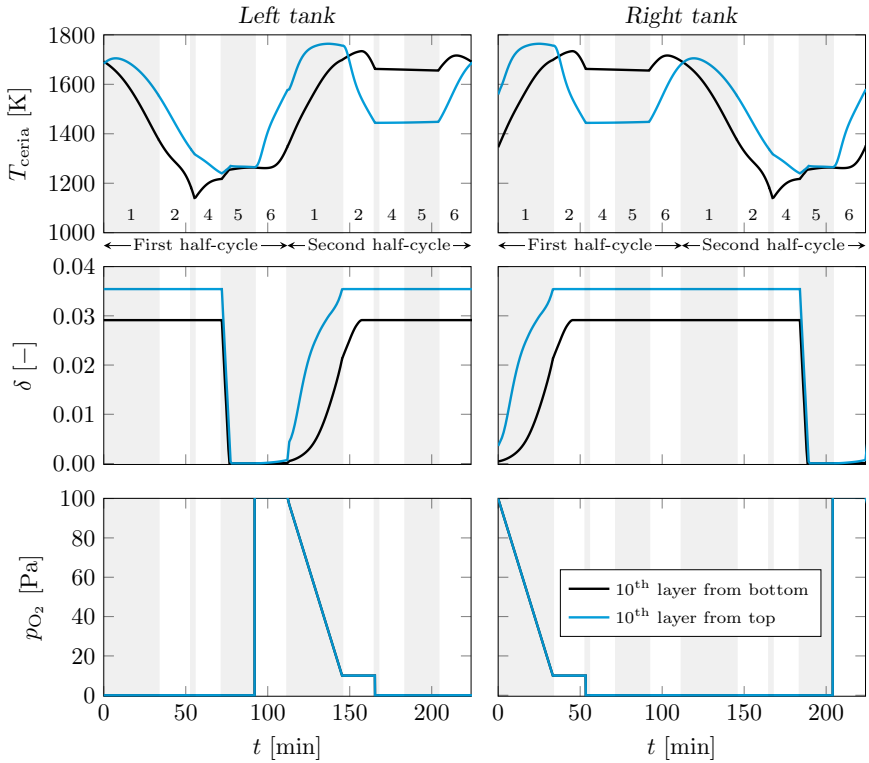 Left tank
Right tank
T_ceria [K]
1800
1600
1400
1200
1000
1 2 4 5 6 1 2 4 5 6
1 2 4 5 6 1 2 4 5 6
First half-cycle Second half-cycle
First half-cycle Second half-cycle
δ [−]
0.04
0.03
0.02
0.01
0.00
p_O₂ [Pa]
100
80
60
40
20
0
10th layer from bottom
10th layer from top
0 50 100 150 200
0 50 100 150 200
t [min]
t [min]